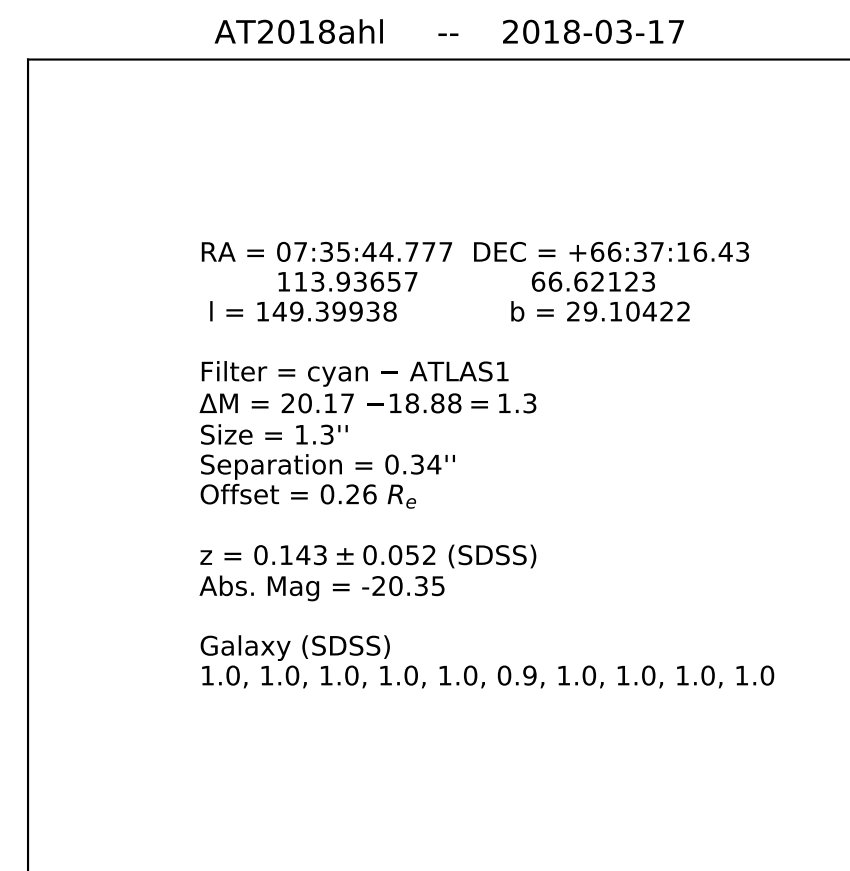 AT2018ahl -- 2018-03-17
RA = 07:35:44.777 DEC = +66:37:16.43
113.93657 66.62123
l = 149.39938 b = 29.10422
Filter = cyan − ATLAS1
ΔM = 20.17 −18.88 = 1.3
Size = 1.3''
Separation = 0.34''
Offset = 0.26 Rₑ
z = 0.143 ± 0.052 (SDSS)
Abs. Mag = -20.35
Galaxy (SDSS)
1.0, 1.0, 1.0, 1.0, 1.0, 0.9, 1.0, 1.0, 1.0, 1.0